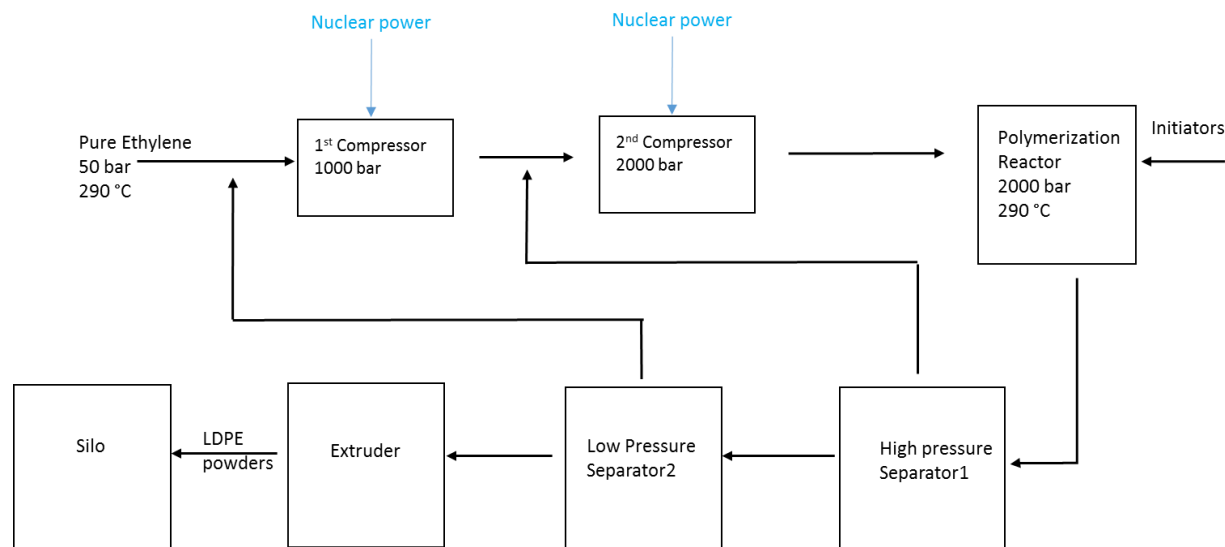 Nuclear power
Nuclear power
Pure Ethylene
50 bar
290 °C
1st Compressor
1000 bar
2nd Compressor
2000 bar
Polymerization
Reactor
2000 bar
290 °C
Initiators
Silo
LDPE
powders
Extruder
Low Pressure
Separator2
High pressure
Separator1